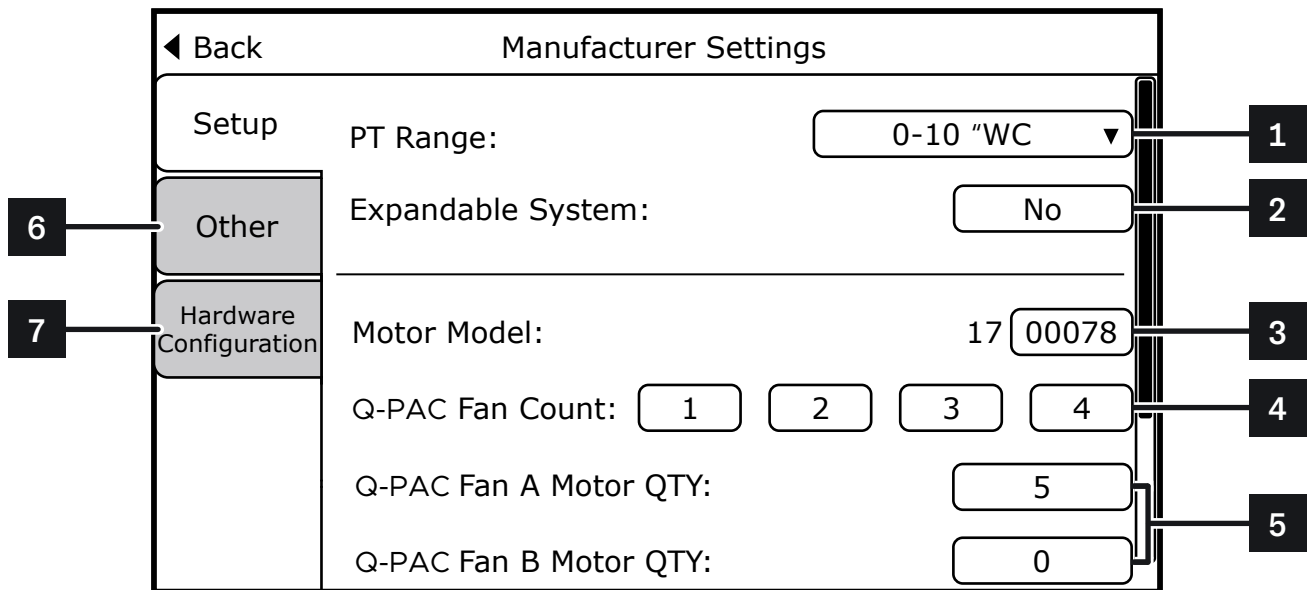 ◀ Back Manufacturer Settings
Setup
PT Range: 0-10 "WC ▼ 1
Expandable System: No 2
6 Other
7 Hardware Configuration
Motor Model: 17 00078 3
Q-PAC Fan Count: 1 2 3 4 4
Q-PAC Fan A Motor QTY: 5
5
Q-PAC Fan B Motor QTY: 0